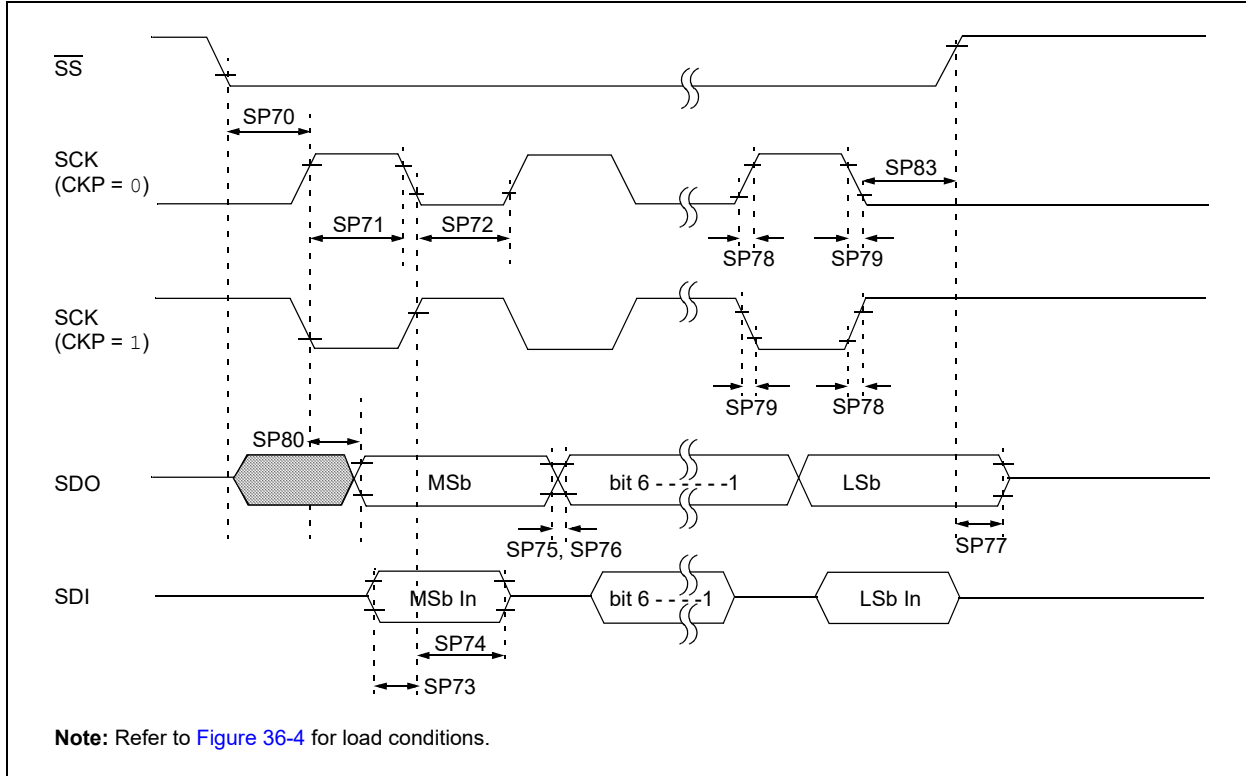 SS
SP70
SCK
(CKP = 0)
SP83
SP71
SP72
SP78
SP79
SCK
(CKP = 1)
SP79
SP78
SP80
SDO
MSb
bit 6 - - - - - -1
LSb
SP75, SP76
SP77
SDI
MSb In
bit 6 - - - -1
LSb In
SP74
SP73
Note: Refer to Figure 36-4 for load conditions.